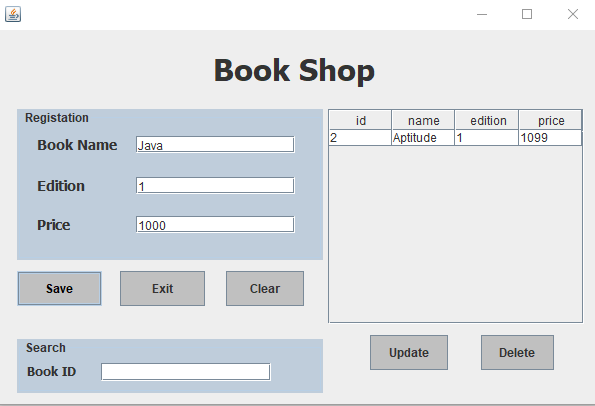 Book Shop
Registation
Book Name Java
Edition 1
Price 1000
Save Exit Clear
Search
Book ID
id name edition price
2 Aptitude 1 1099
Update Delete